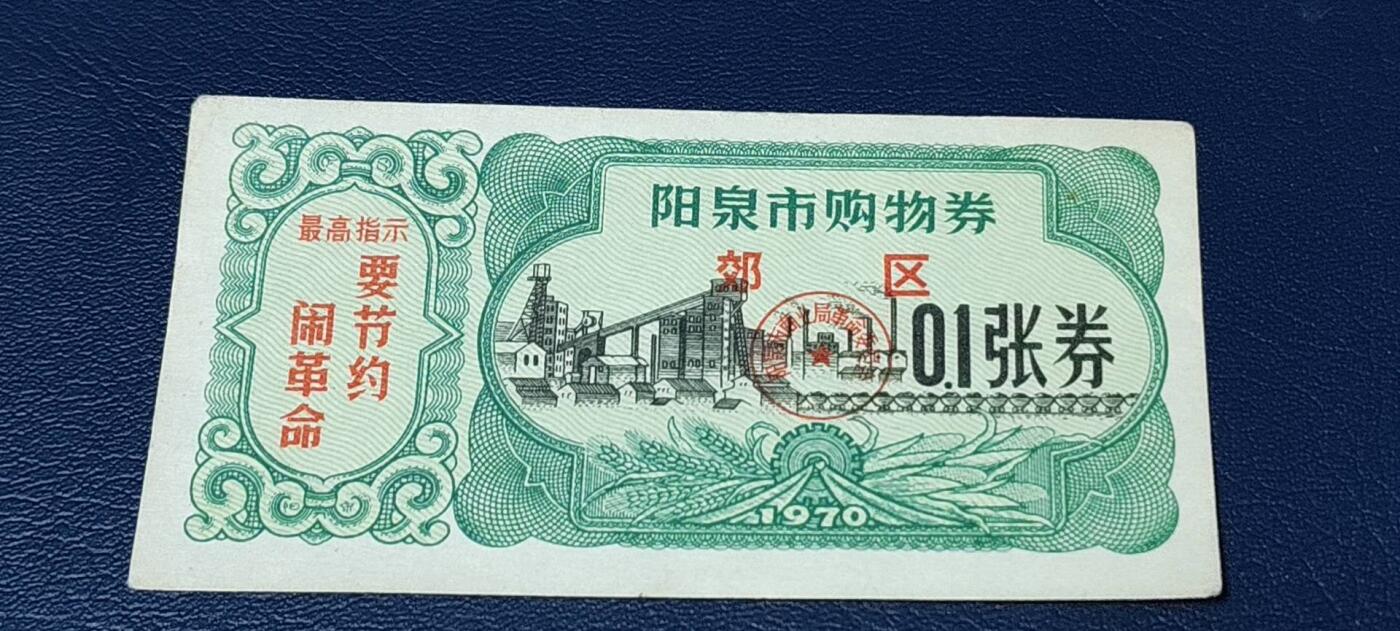 最高指示
要节约
闹革命
阳泉市购物券
郊区
0.1张券
1970